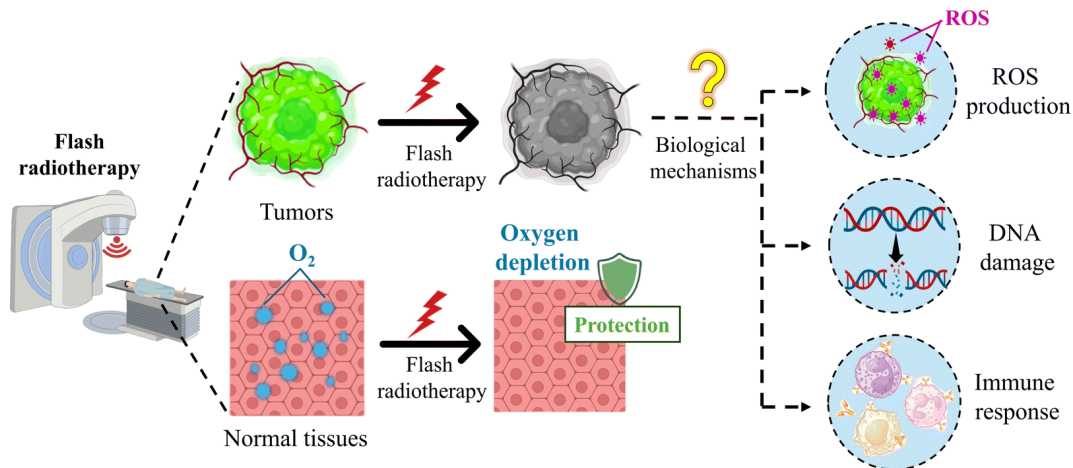 Flash
radiotherapy
Tumors
Flash
radiotherapy
?
Biological
mechanisms
ROS
ROS
production
DNA
damage
Immune
response
O₂
Normal tissues
Flash
radiotherapy
Oxygen
depletion
Protection